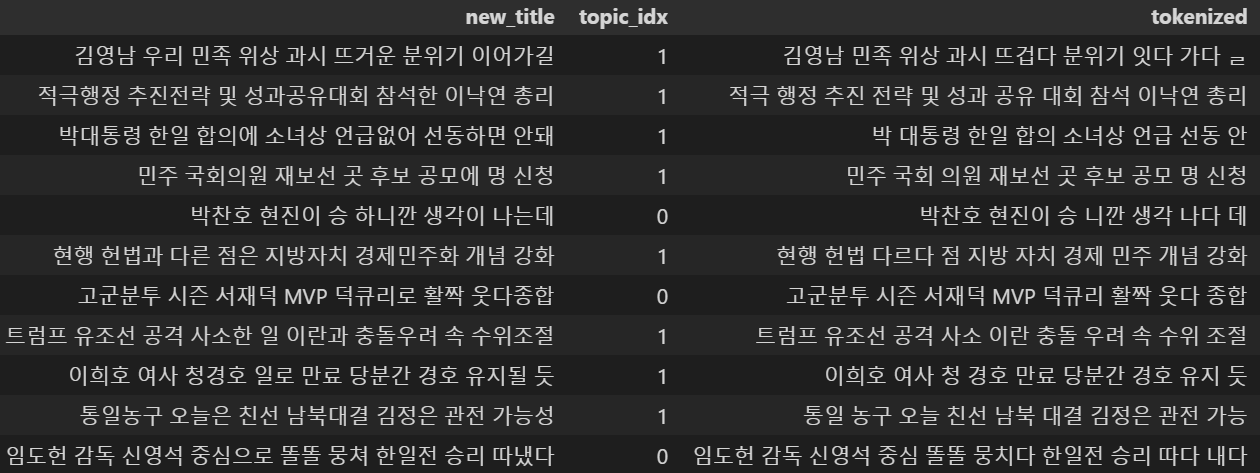 new_title topic_idx tokenized
김영남 우리 민족 위상 과시 뜨거운 분위기 이어가길 1 김영남 민족 위상 과시 뜨겁다 분위기 잇다 가다 ㄹ
적극행정 추진전략 및 성과공유대회 참석한 이낙연 총리 1 적극 행정 추진 전략 및 성과 공유 대회 참석 이낙연 총리
박대통령 한일 합의에 소녀상 언급없어 선동하면 안돼 1 박 대통령 한일 합의 소녀상 언급 선동 안
민주 국회의원 재보선 곳 후보 공모에 명 신청 1 민주 국회 의원 재보선 곳 후보 공모 명 신청
박찬호 현진이 승 하니깐 생각이 나는데 0 박찬호 현진이 승 니깐 생각 나다 데
현행 헌법과 다른 점은 지방자치 경제민주화 개념 강화 1 현행 헌법 다르다 점 지방 자치 경제 민주 개념 강화
고군분투 시즌 서재덕 MVP 덕큐리로 활짝 웃다종합 0 고군분투 시즌 서재덕 MVP 덕큐리 활짝 웃다 종합
트럼프 유조선 공격 사소한 일 이란과 충돌우려 속 수위조절 1 트럼프 유조선 공격 사소 이란 충돌 우려 속 수위 조절
이희호 여사 청경호 일로 만료 당분간 경호 유지될 듯 1 이희호 여사 청 경호 만료 당분간 경호 유지 듯
통일농구 오늘은 친선 남북대결 김정은 관전 가능성 1 통일 농구 오늘 친선 남북 대결 김정은 관전 가능
임도헌 감독 신영석 중심으로 똘똘 뭉쳐 한일전 승리 따냈다 0 임도헌 감독 신영석 중심 똘똘 뭉치다 한일전 승리 따다 내다